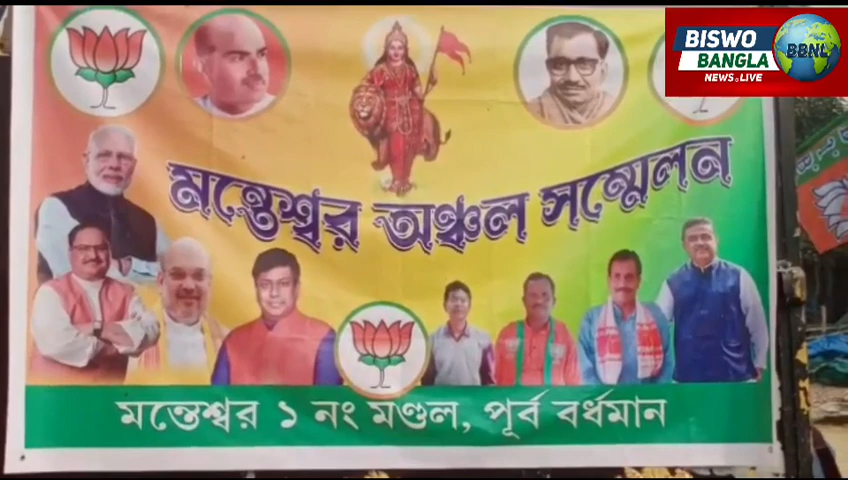 BISWO
BANGLA
NEWS.LIVE
BBNL
মন্তেশ্বর অঞ্চল সম্মেলন
মন্তেশ্বর ১ নং মণ্ডল, পূর্ব বর্ধমান